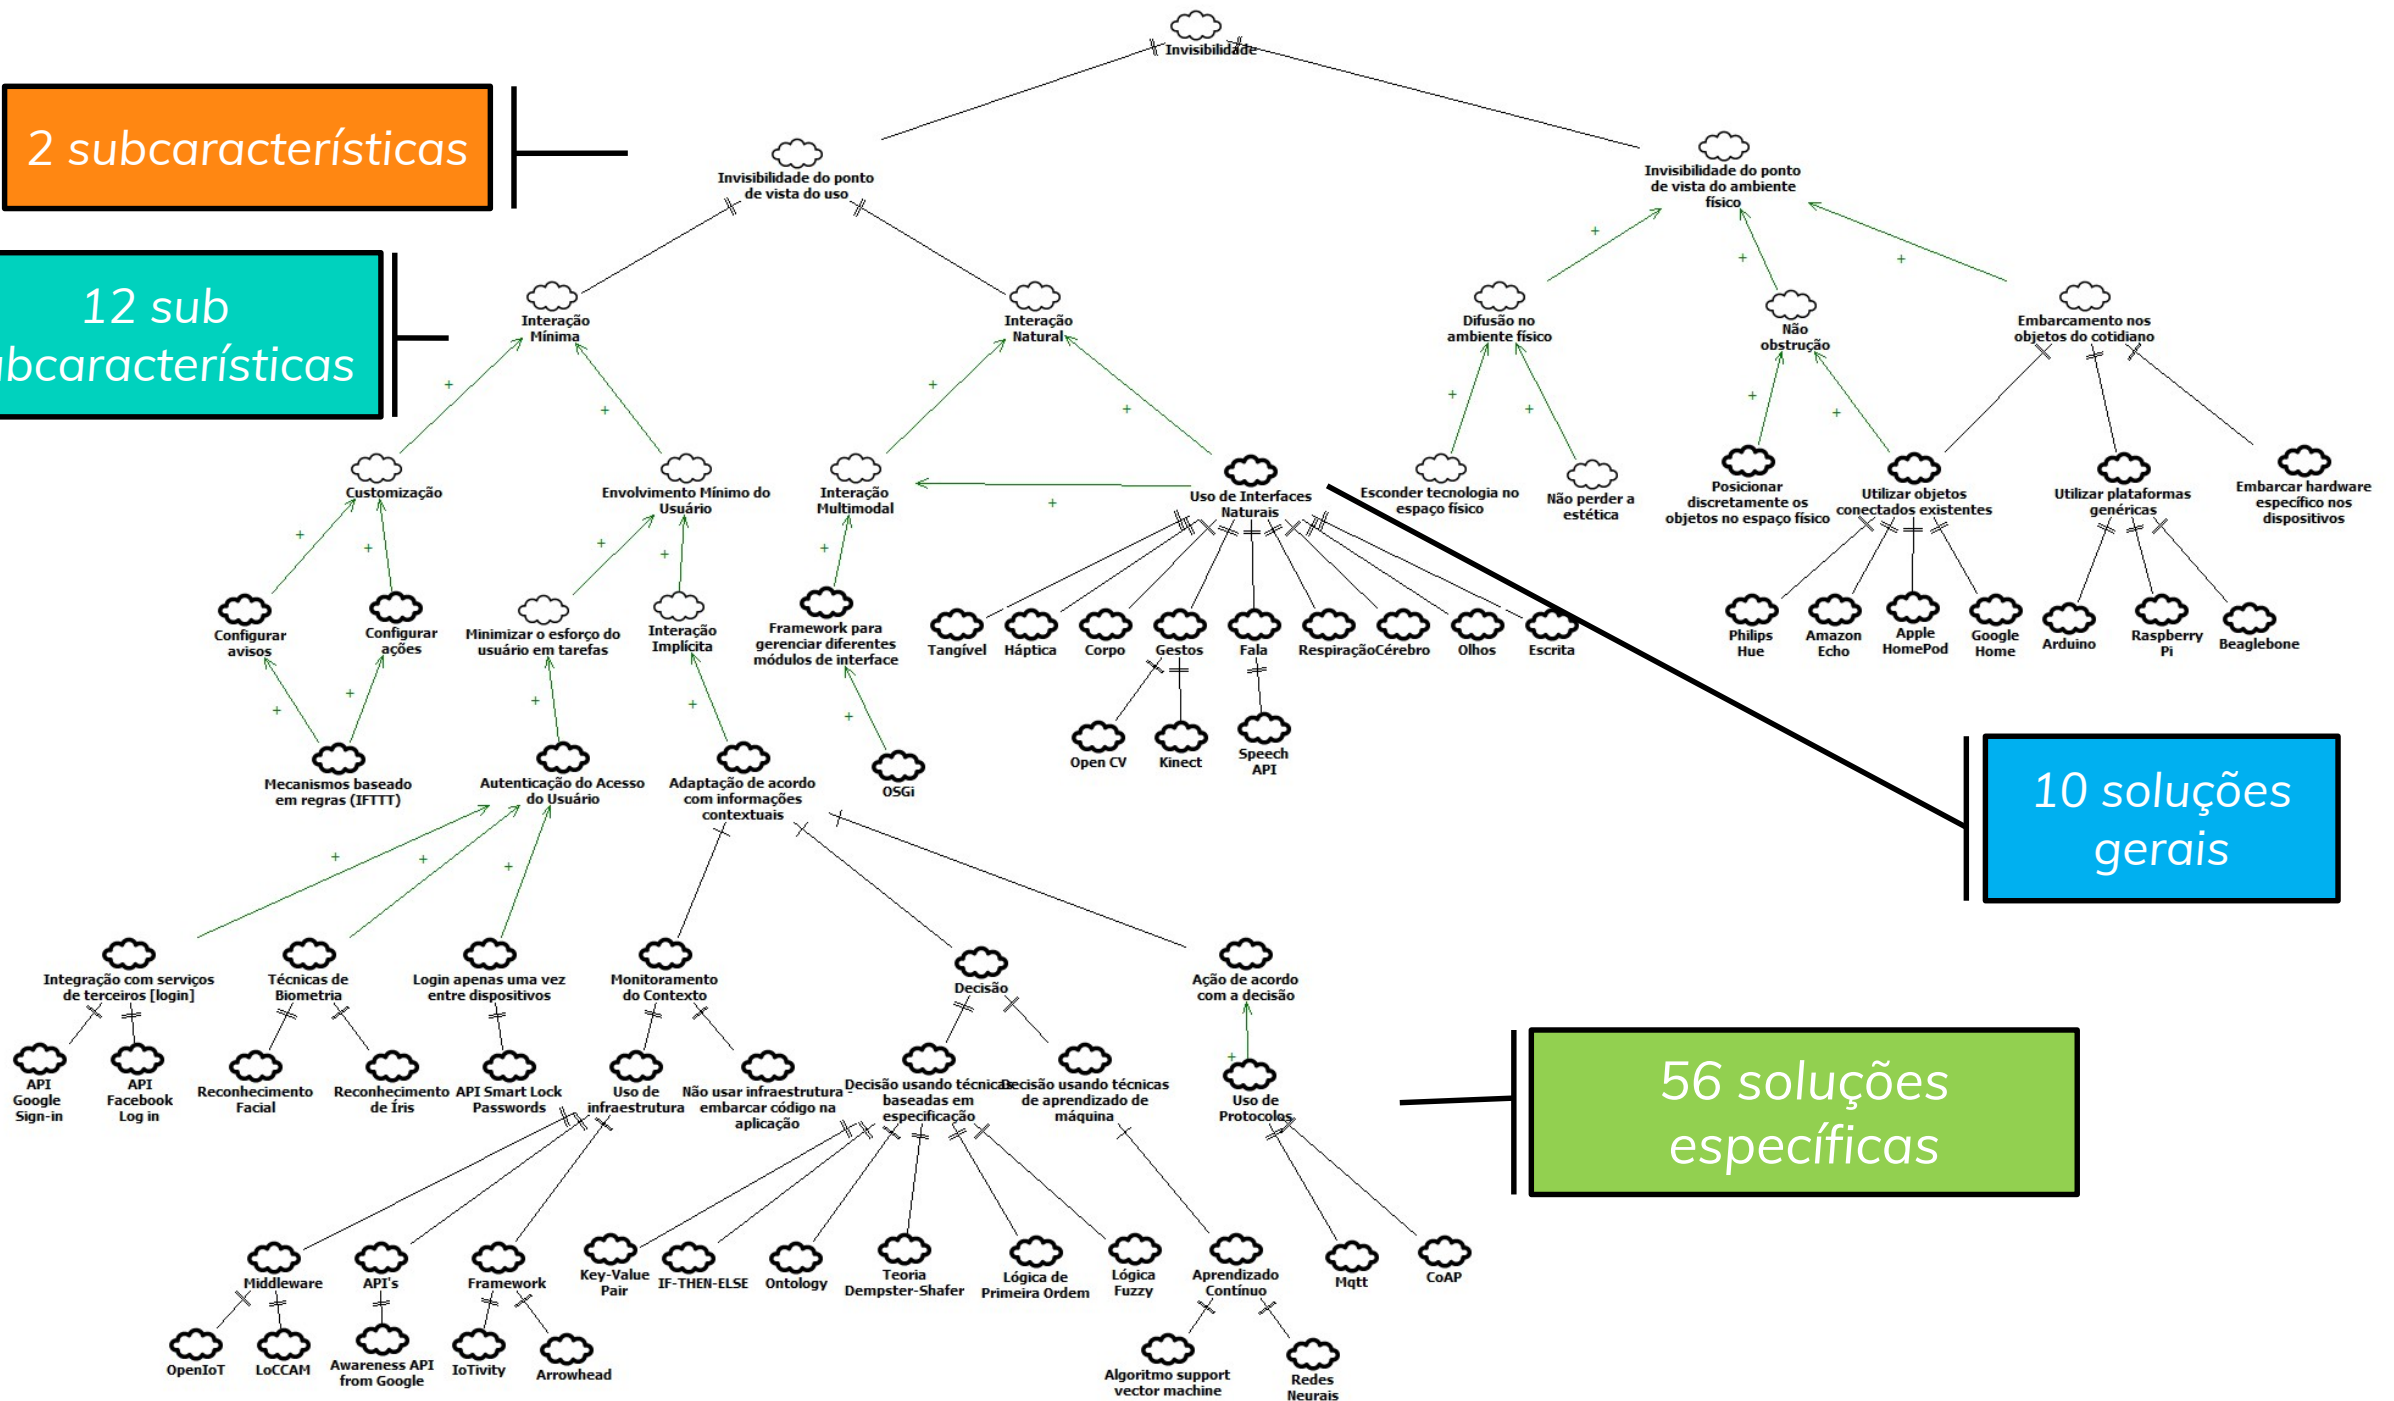 Invisibilidade
2 subcaracterísticas
Invisibilidade do ponto
de vista do uso
Invisibilidade do ponto
de vista do ambiente
físico
12 sub
bcaracterísticas
Interação
Mínima
Interação
Natural
Difusão no
ambiente físico
Não
obstrução
Embarcamento nos
objetos do cotidiano
+
+
+
+
+
+
+
+
+
+
+
Customização
Envolvimento Mínimo do
Usuário
Interação
Multimodal
Uso de Interfaces
Naturais
Esconder tecnologia no
espaço físico
Não perder a
estética
Posicionar
discretamente os
objetos no espaço físico
Utilizar objetos
conectados existentes
Utilizar plataformas
genéricas
Embarcar hardware
específico nos
dispositivos
+
+
+
+
+
+
Configurar
avisos
Configurar
ações
Minimizar o esforço do
usuário em tarefas
Interação
Implícita
Framework para
gerenciar diferentes
módulos de interface
Tangível
Háptica
Corpo
Gestos
Fala
Respiração
Cérebro
Olhos
Escrita
Philips
Hue
Amazon
Echo
Apple
HomePod
Google
Home
Arduino
Raspberry
Pi
Beaglebone
+
+
+
+
+
Mecanismos baseado
em regras (IFTTT)
Autenticação do Acesso
do Usuário
Adaptação de acordo
com informações
contextuais
OSGi
Open CV
Kinect
Speech
API
10 soluções
gerais
+
+
+
Integração com serviços
de terceiros [login]
Técnicas de
Biometria
Login apenas uma vez
entre dispositivos
Monitoramento
do Contexto
Decisão
Ação de acordo
com a decisão
+
API
Google
Sign-in
API
Facebook
Log in
Reconhecimento
Facial
Reconhecimento
de Íris
API Smart Lock
Passwords
Uso de
infraestrutura
Não usar infraestrutura -
embarcar código na
aplicação
Decisão usando técnicas
baseadas em
especificação
Decisão usando técnicas
de aprendizado de
máquina
Uso de
Protocolos
56 soluções
específicas
Middleware
API's
Framework
Key-Value
Pair
IF-THEN-ELSE
Ontology
Teoria
Dempster-Shafer
Lógica de
Primeira Ordem
Lógica
Fuzzy
Aprendizado
Contínuo
Mqtt
CoAP
OpenIoT
LoCCAM
Awareness API
from Google
IoTivity
Arrowhead
Algoritmo support
vector machine
Redes
Neurais